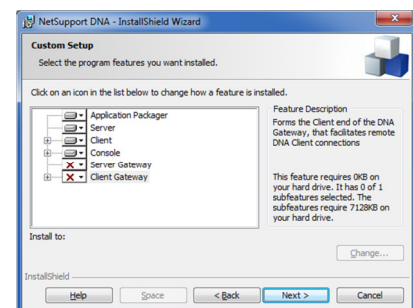 NetSupport DNA - InstallShield Wizard
Custom Setup
Select the program features you want installed.
Click on an icon in the list below to change how a feature is installed.
Application Packager
Server
Client
Console
Server Gateway
Client Gateway
Feature Description
Forms the Client end of the DNA
Gateway, that facilitates remote
DNA Client connections
This feature requires 0KB on
your hard drive. It has 0 of 1
subfeatures selected. The
subfeatures require 7128KB on
your hard drive.
Install to:
Change...
InstallShield
Help
Space
< Back
Next >
Cancel